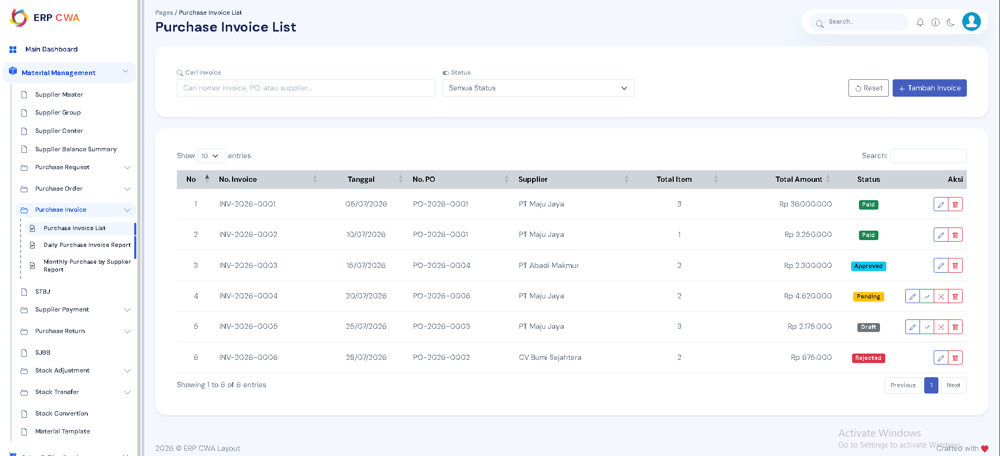 ERP CWA
Main Dashboard
Material Management
Supplier Master
Supplier Group
Supplier Center
Supplier Balance Summary
Purchase Request
Purchase Order
Purchase Invoice
Purchase Invoice List
Daily Purchase Invoice Report
Monthly Purchase by Supplier
Report
STBJ
Supplier Payment
Purchase Return
SJBB
Stock Adjustment
Stock Transfer
Stock Convertion
Material Template
Pages / Purchase Invoice List
Purchase Invoice List
Search...
Cari Invoice
Status
Cari nomor invoice, PO, atau supplier...
Semua Status
Reset
Tambah Invoice
Show 10 entries
Search:
No No. Invoice Tanggal No. PO Supplier Total Item Total Amount Status Aksi
1 INV-2026-0001 05/07/2026 PO-2026-0001 PT Maju Jaya 3 Rp 36.000.000 Paid
2 INV-2026-0002 10/07/2026 PO-2026-0001 PT Maju Jaya 1 Rp 3.250.000 Paid
3 INV-2026-0003 15/07/2026 PO-2026-0004 PT Abadi Makmur 2 Rp 2.300.000 Approved
4 INV-2026-0004 20/07/2026 PO-2026-0006 PT Maju Jaya 2 Rp 4.620.000 Pending
5 INV-2026-0005 25/07/2026 PO-2026-0003 PT Maju Jaya 3 Rp 2.175.000 Draft
6 INV-2026-0006 28/07/2026 PO-2026-0002 CV Bumi Sejahtera 2 Rp 675.000 Rejected
Showing 1 to 6 of 6 entries
Previous 1 Next
Activate Windows
Go to Settings to activate Windows.
2026 © ERP CWA Layout
Crafted with